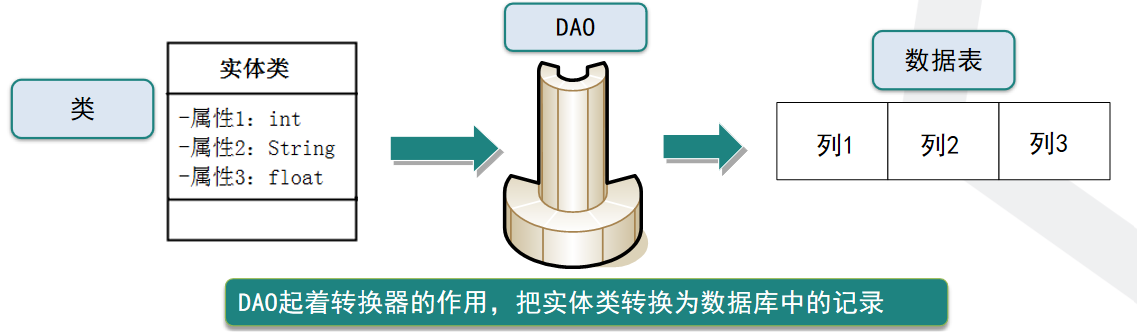 类
实体类
-属性1: int
-属性2: String
-属性3: float
DAO
数据表
列1
列2
列3
DAO起着转换器的作用，把实体类转换为数据库中的记录